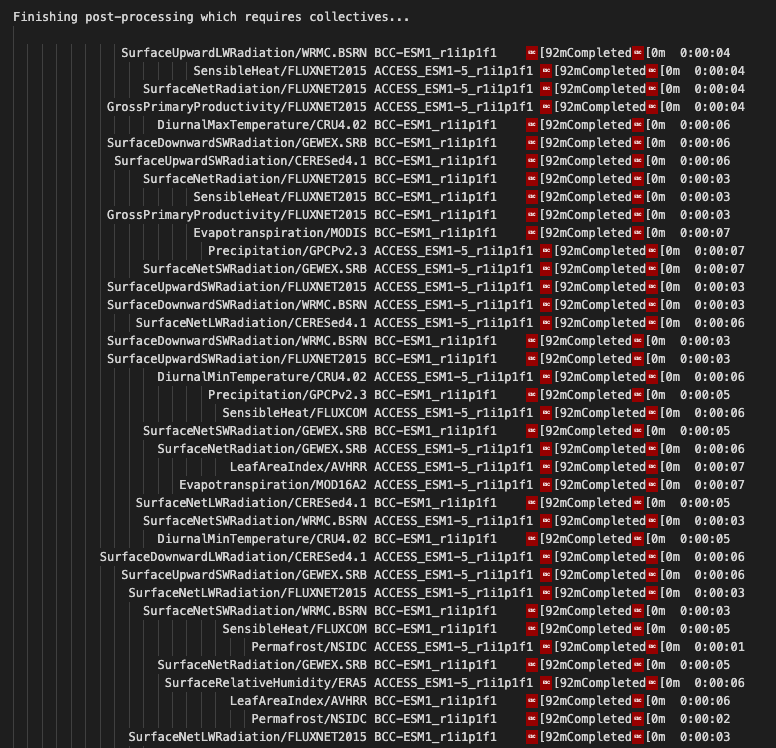 Finishing post-processing which requires collectives...
SurfaceUpwardLWRadiation/WRMC.BSRN BCC-ESM1_r1i1p1f1 ESC[92mCompletedESC[0m 0:00:04
SensibleHeat/FLUXNET2015 ACCESS_ESM1-5_r1i1p1f1 ESC[92mCompletedESC[0m 0:00:04
SurfaceNetRadiation/FLUXNET2015 ACCESS_ESM1-5_r1i1p1f1 ESC[92mCompletedESC[0m 0:00:04
GrossPrimaryProductivity/FLUXNET2015 ACCESS_ESM1-5_r1i1p1f1 ESC[92mCompletedESC[0m 0:00:04
DiurnalMaxTemperature/CRU4.02 BCC-ESM1_r1i1p1f1 ESC[92mCompletedESC[0m 0:00:06
SurfaceDownwardSWRadiation/GEWEX.SRB BCC-ESM1_r1i1p1f1 ESC[92mCompletedESC[0m 0:00:06
SurfaceUpwardSWRadiation/CERESed4.1 BCC-ESM1_r1i1p1f1 ESC[92mCompletedESC[0m 0:00:06
SurfaceNetRadiation/FLUXNET2015 BCC-ESM1_r1i1p1f1 ESC[92mCompletedESC[0m 0:00:03
SensibleHeat/FLUXNET2015 BCC-ESM1_r1i1p1f1 ESC[92mCompletedESC[0m 0:00:03
GrossPrimaryProductivity/FLUXNET2015 BCC-ESM1_r1i1p1f1 ESC[92mCompletedESC[0m 0:00:03
Evapotranspiration/MODIS BCC-ESM1_r1i1p1f1 ESC[92mCompletedESC[0m 0:00:07
Precipitation/GPCPv2.3 ACCESS_ESM1-5_r1i1p1f1 ESC[92mCompletedESC[0m 0:00:07
SurfaceNetSWRadiation/GEWEX.SRB ACCESS_ESM1-5_r1i1p1f1 ESC[92mCompletedESC[0m 0:00:07
SurfaceUpwardSWRadiation/FLUXNET2015 ACCESS_ESM1-5_r1i1p1f1 ESC[92mCompletedESC[0m 0:00:03
SurfaceDownwardSWRadiation/WRMC.BSRN ACCESS_ESM1-5_r1i1p1f1 ESC[92mCompletedESC[0m 0:00:03
SurfaceNetLWRadiation/CERESed4.1 ACCESS_ESM1-5_r1i1p1f1 ESC[92mCompletedESC[0m 0:00:06
SurfaceDownwardSWRadiation/WRMC.BSRN BCC-ESM1_r1i1p1f1 ESC[92mCompletedESC[0m 0:00:03
SurfaceUpwardSWRadiation/FLUXNET2015 BCC-ESM1_r1i1p1f1 ESC[92mCompletedESC[0m 0:00:03
DiurnalMinTemperature/CRU4.02 ACCESS_ESM1-5_r1i1p1f1 ESC[92mCompletedESC[0m 0:00:06
Precipitation/GPCPv2.3 BCC-ESM1_r1i1p1f1 ESC[92mCompletedESC[0m 0:00:05
SensibleHeat/FLUXCOM ACCESS_ESM1-5_r1i1p1f1 ESC[92mCompletedESC[0m 0:00:06
SurfaceNetSWRadiation/GEWEX.SRB BCC-ESM1_r1i1p1f1 ESC[92mCompletedESC[0m 0:00:05
SurfaceNetRadiation/GEWEX.SRB ACCESS_ESM1-5_r1i1p1f1 ESC[92mCompletedESC[0m 0:00:06
LeafAreaIndex/AVHRR ACCESS_ESM1-5_r1i1p1f1 ESC[92mCompletedESC[0m 0:00:07
Evapotranspiration/MOD16A2 ACCESS_ESM1-5_r1i1p1f1 ESC[92mCompletedESC[0m 0:00:07
SurfaceNetLWRadiation/CERESed4.1 BCC-ESM1_r1i1p1f1 ESC[92mCompletedESC[0m 0:00:05
SurfaceNetSWRadiation/WRMC.BSRN ACCESS_ESM1-5_r1i1p1f1 ESC[92mCompletedESC[0m 0:00:03
DiurnalMinTemperature/CRU4.02 BCC-ESM1_r1i1p1f1 ESC[92mCompletedESC[0m 0:00:05
SurfaceDownwardLWRadiation/CERESed4.1 ACCESS_ESM1-5_r1i1p1f1 ESC[92mCompletedESC[0m 0:00:06
SurfaceUpwardSWRadiation/GEWEX.SRB ACCESS_ESM1-5_r1i1p1f1 ESC[92mCompletedESC[0m 0:00:06
SurfaceNetLWRadiation/FLUXNET2015 ACCESS_ESM1-5_r1i1p1f1 ESC[92mCompletedESC[0m 0:00:03
SurfaceNetSWRadiation/WRMC.BSRN BCC-ESM1_r1i1p1f1 ESC[92mCompletedESC[0m 0:00:03
SensibleHeat/FLUXCOM BCC-ESM1_r1i1p1f1 ESC[92mCompletedESC[0m 0:00:05
Permafrost/NSIDC ACCESS_ESM1-5_r1i1p1f1 ESC[92mCompletedESC[0m 0:00:01
SurfaceNetRadiation/GEWEX.SRB BCC-ESM1_r1i1p1f1 ESC[92mCompletedESC[0m 0:00:05
SurfaceRelativeHumidity/ERA5 ACCESS_ESM1-5_r1i1p1f1 ESC[92mCompletedESC[0m 0:00:06
LeafAreaIndex/AVHRR BCC-ESM1_r1i1p1f1 ESC[92mCompletedESC[0m 0:00:06
Permafrost/NSIDC BCC-ESM1_r1i1p1f1 ESC[92mCompletedESC[0m 0:00:02
SurfaceNetLWRadiation/FLUXNET2015 BCC-ESM1_r1i1p1f1 ESC[92mCompletedESC[0m 0:00:03